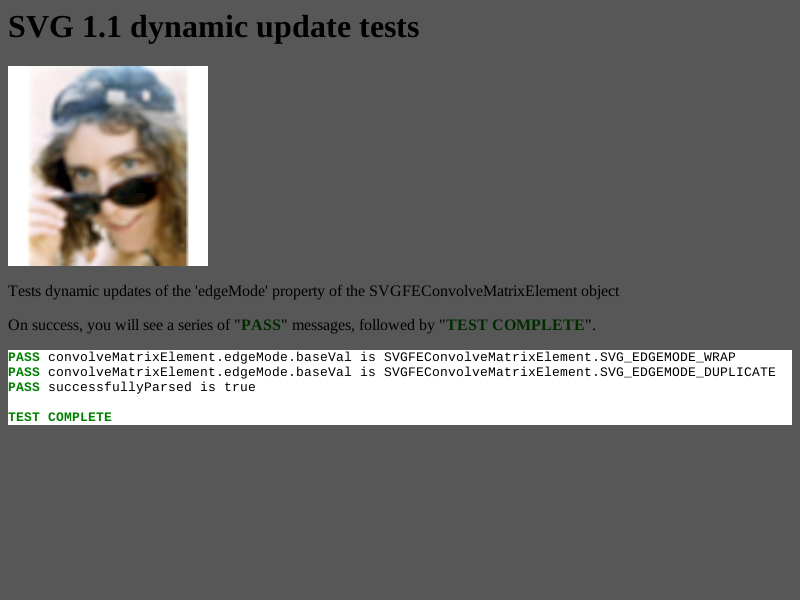 SVG 1.1 dynamic update tests
Tests dynamic updates of the 'edgeMode' property of the SVGFEConvolveMatrixElement object
On success, you will see a series of "PASS" messages, followed by "TEST COMPLETE".
PASS convolveMatrixElement.edgeMode.baseVal is SVGFEConvolveMatrixElement.SVG_EDGEMODE_WRAP
PASS convolveMatrixElement.edgeMode.baseVal is SVGFEConvolveMatrixElement.SVG_EDGEMODE_DUPLICATE
PASS successfullyParsed is true
TEST COMPLETE